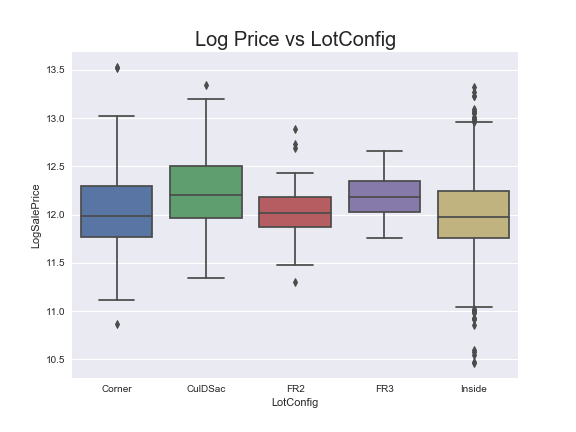 Log Price vs LotConfig
13.5
13.0
12.5
12.0
11.5
11.0
10.5
LogSalePrice
Corner CulDSac FR2 FR3 Inside
LotConfig